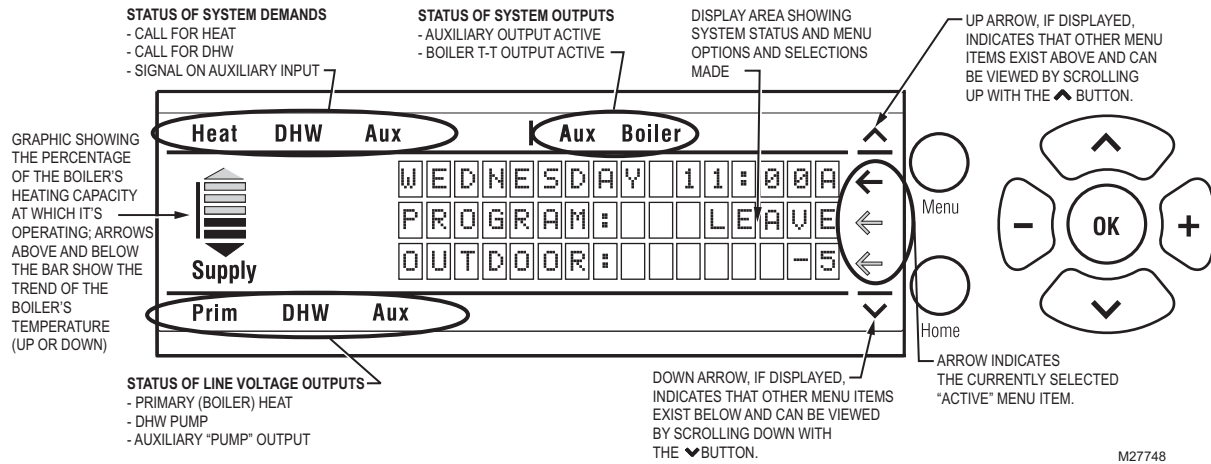 STATUS OF SYSTEM DEMANDS
- CALL FOR HEAT
- CALL FOR DHW
- SIGNAL ON AUXILIARY INPUT
STATUS OF SYSTEM OUTPUTS
- AUXILIARY OUTPUT ACTIVE
- BOILER T-T OUTPUT ACTIVE
DISPLAY AREA SHOWING
SYSTEM STATUS AND MENU
OPTIONS AND SELECTIONS
MADE
UP ARROW, IF DISPLAYED,
INDICATES THAT OTHER MENU
ITEMS EXIST ABOVE AND CAN
BE VIEWED BY SCROLLING
UP WITH THE BUTTON.
GRAPHIC SHOWING
THE PERCENTAGE
OF THE BOILER'S
HEATING CAPACITY
AT WHICH IT'S
OPERATING; ARROWS
ABOVE AND BELOW
THE BAR SHOW THE
TREND OF THE
BOILER'S
TEMPERATURE
(UP OR DOWN)
Heat DHW Aux
Aux Boiler
WEDNESDAY 11:00A
PROGRAM: LEAVE
OUTDOOR: -5
Supply
Prim DHW Aux
Menu
Home
- OK +
STATUS OF LINE VOLTAGE OUTPUTS
- PRIMARY (BOILER) HEAT
- DHW PUMP
- AUXILIARY "PUMP" OUTPUT
DOWN ARROW, IF DISPLAYED,
INDICATES THAT OTHER MENU ITEMS
EXIST BELOW AND CAN BE VIEWED
BY SCROLLING DOWN WITH
THE BUTTON.
ARROW INDICATES
THE CURRENTLY SELECTED
"ACTIVE" MENU ITEM.
M27748